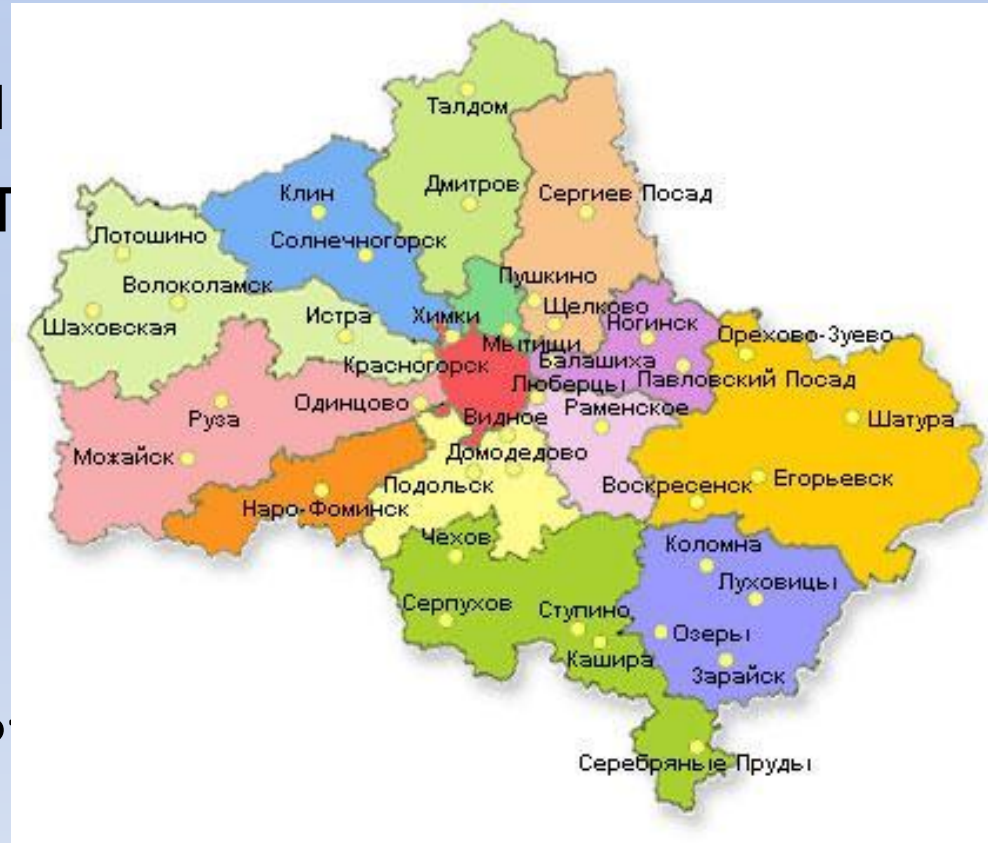 Талдом
Дмитров
Сергиев Посад
Клин
Солнечногорск
Лотошино
Волоколамск
Шаховская
Истра
Химки
Пушкино
Щелково
Ногинск
Орехово-Зуево
Мытищи
Красногорск
Балашиха
Люберцы
Павловский Посад
Одинцово
Видное
Раменское
Руза
Шатура
Можайск
Домодедово
Подольск
Воскресенск
Егорьевск
Наро-Фоминск
Чехов
Коломна
Луховицы
Серпухов
Ступино
Озеры
Кашира
Зарайск
Серебряные Пруды